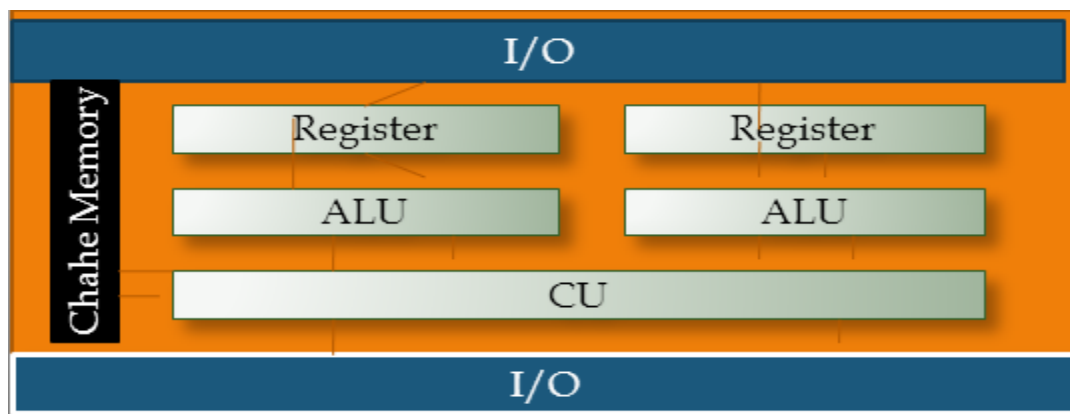 I/O
Chahe Memory
Register
Register
ALU
ALU
CU
I/O